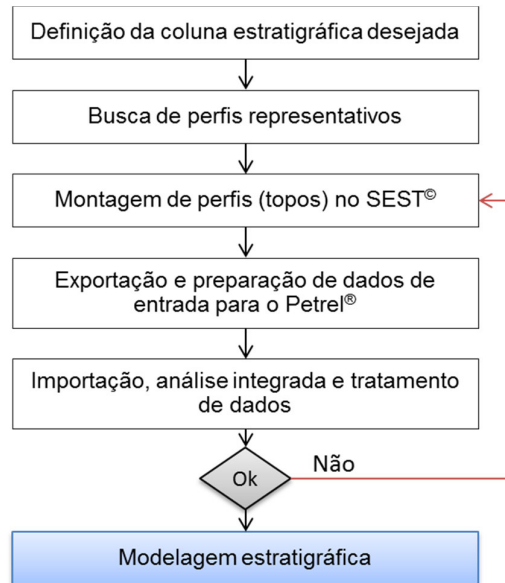 Definição da coluna estratigráfica desejada
Busca de perfis representativos
Montagem de perfis (topos) no SEST©
Exportação e preparação de dados de
entrada para o Petrel®
Importação, análise integrada e tratamento
de dados
Ok
Não
Modelagem estratigráfica